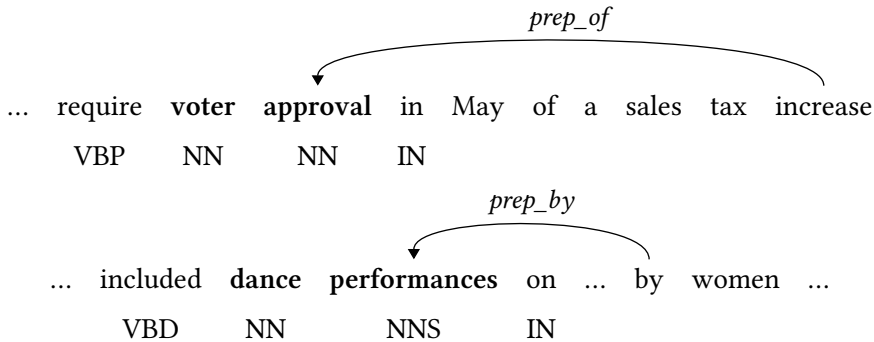 prep_of
... require voter approval in May of a sales tax increase
VBP NN NN IN
prep_by
... included dance performances on ... by women ...
VBD NN NNS IN